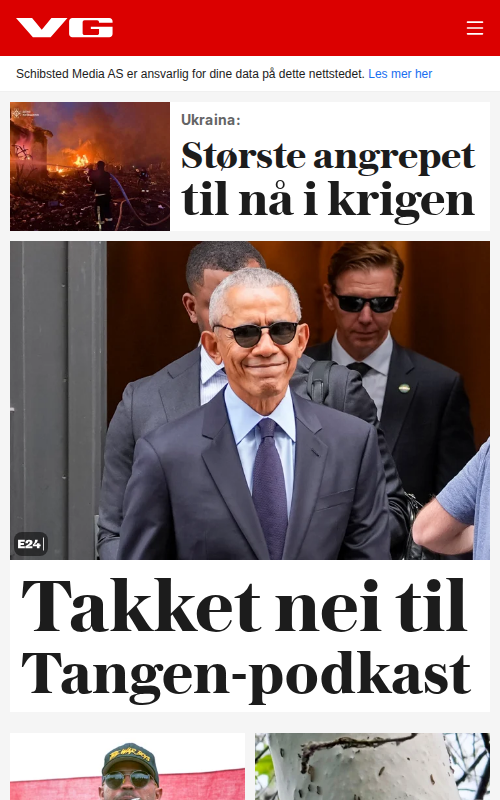 VG
Schibsted Media AS er ansvarlig for dine data på dette nettstedet. Les mer her
Ukraina:
Største angrepet
til nå i krigen
E24
Takket nei til
Tangen-podkast